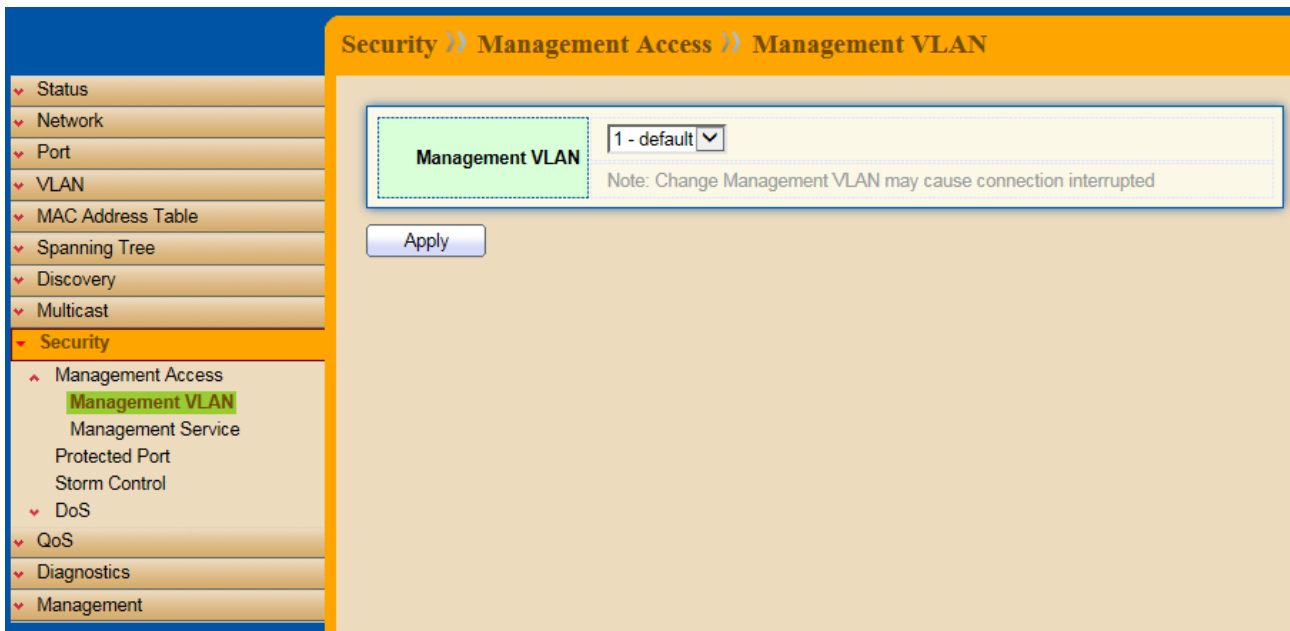 Security » Management Access » Management VLAN
Status
Network
Port
VLAN
MAC Address Table
Spanning Tree
Discovery
Multicast
Security
Management Access
Management VLAN
Management Service
Protected Port
Storm Control
DoS
QoS
Diagnostics
Management
Management VLAN
1 - default
Note: Change Management VLAN may cause connection interrupted
Apply